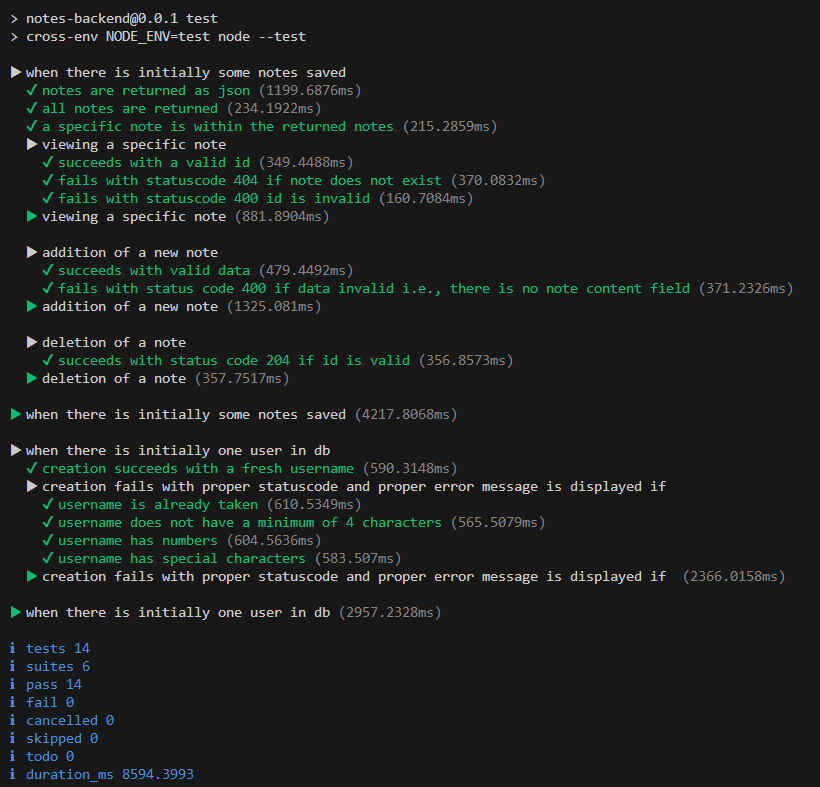 > notes-backend@0.0.1 test
> cross-env NODE_ENV=test node --test
▶ when there is initially some notes saved
✔ notes are returned as json (1199.6876ms)
✔ all notes are returned (234.1922ms)
✔ a specific note is within the returned notes (215.2859ms)
▶ viewing a specific note
✔ succeeds with a valid id (349.4488ms)
✔ fails with statuscode 404 if note does not exist (370.0832ms)
✔ fails with statuscode 400 id is invalid (160.7084ms)
▶ viewing a specific note (881.8904ms)
▶ addition of a new note
✔ succeeds with valid data (479.4492ms)
✔ fails with status code 400 if data invalid i.e., there is no note content field (371.2326ms)
▶ addition of a new note (1325.081ms)
▶ deletion of a note
✔ succeeds with status code 204 if id is valid (356.8573ms)
▶ deletion of a note (357.7517ms)
▶ when there is initially some notes saved (4217.8068ms)
▶ when there is initially one user in db
✔ creation succeeds with a fresh username (590.3148ms)
▶ creation fails with proper statuscode and proper error message is displayed if
✔ username is already taken (610.5349ms)
✔ username does not have a minimum of 4 characters (565.5079ms)
✔ username has numbers (604.5636ms)
✔ username has special characters (583.507ms)
▶ creation fails with proper statuscode and proper error message is displayed if  (2366.0158ms)
▶ when there is initially one user in db (2957.2328ms)
ℹ tests 14
ℹ suites 6
ℹ pass 14
ℹ fail 0
ℹ cancelled 0
ℹ skipped 0
ℹ todo 0
ℹ duration_ms 8594.3993